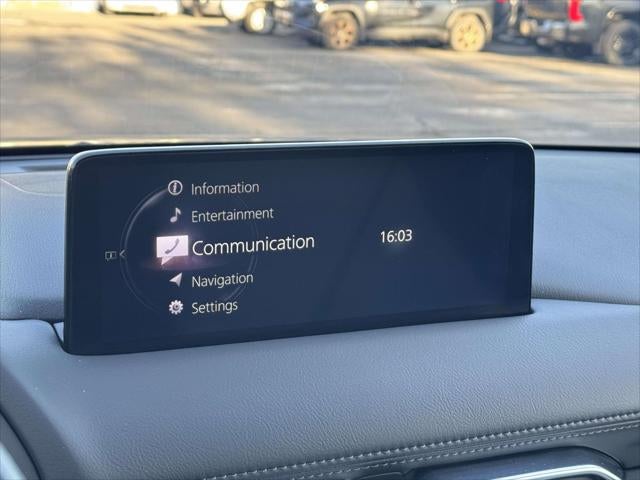 Information
Entertainment
Communication
16:03
Navigation
Settings